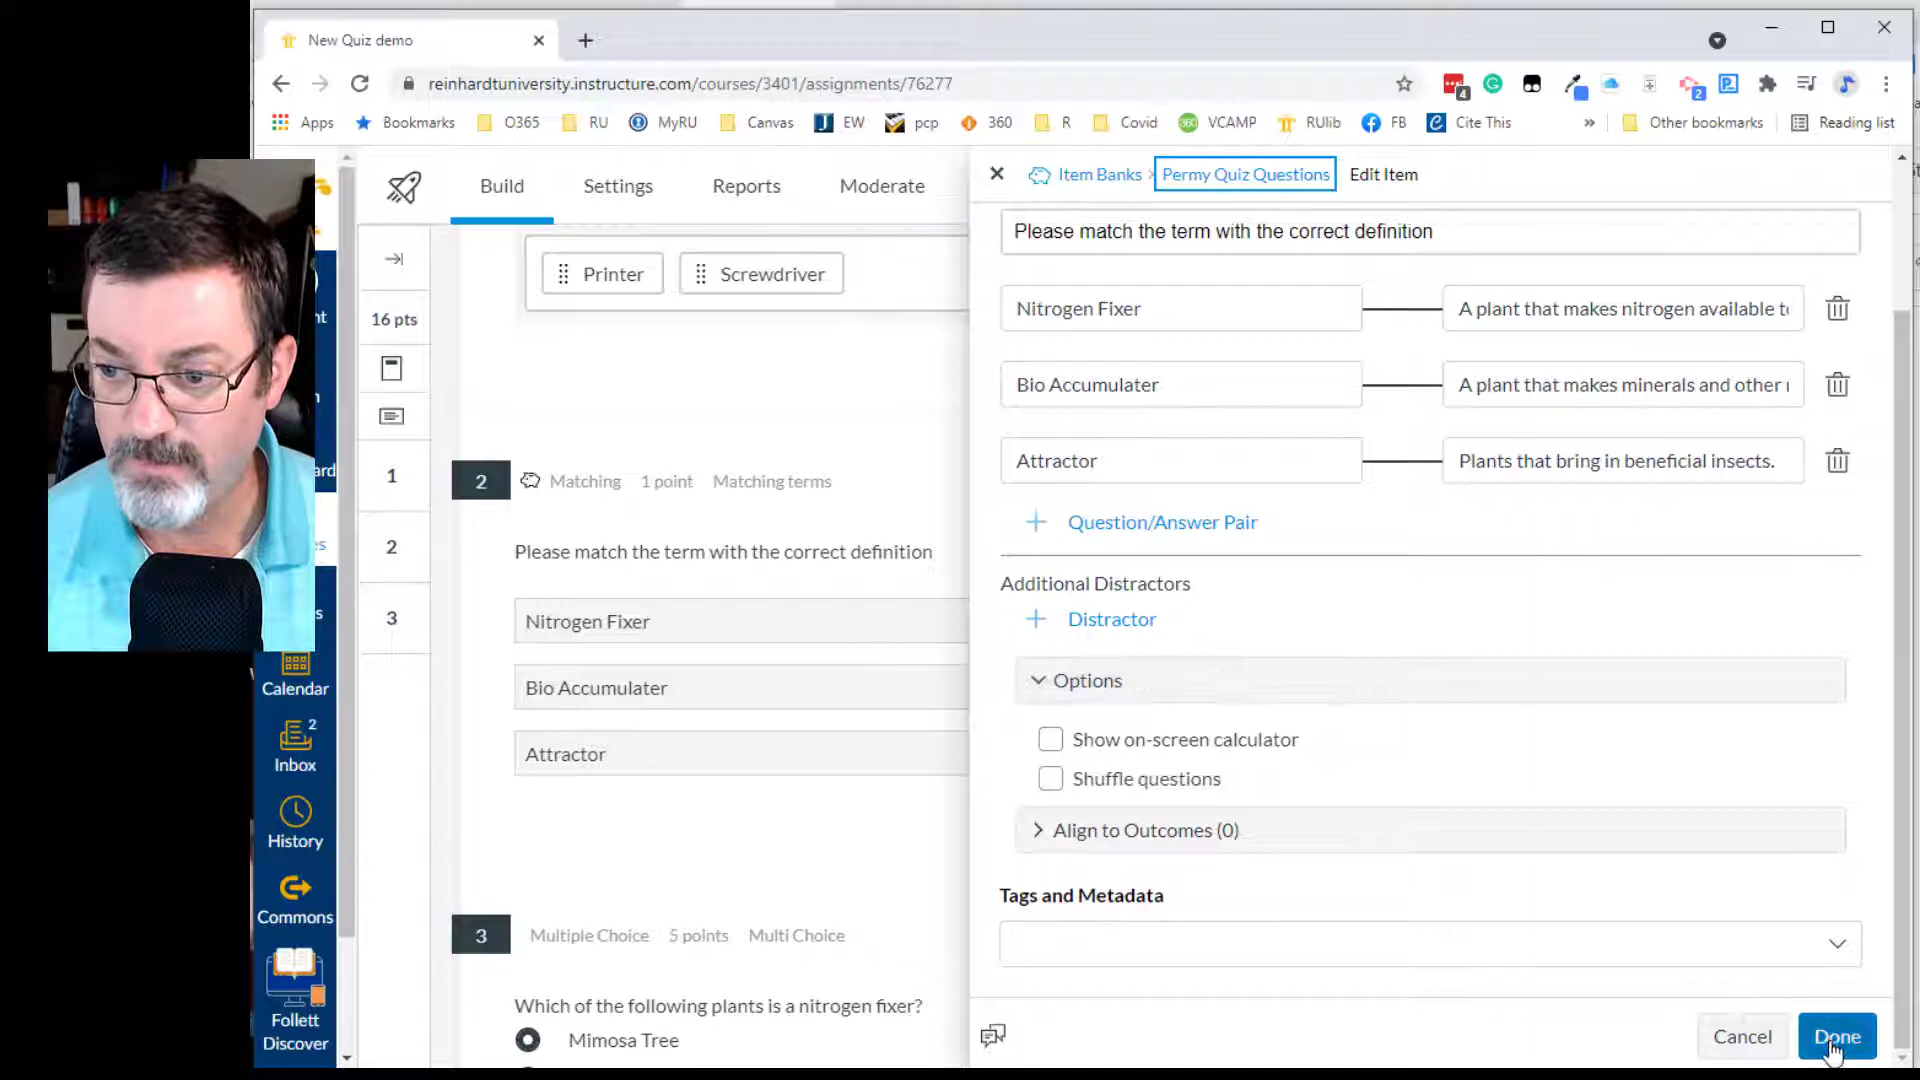 New Quiz demo
reinhardtuniversity.instructure.com/courses/3401/assignments/76277
4
2
Apps
Bookmarks
O365
RU
MyRU
Canvas
EW
pcp
360
R
Covid
VCAMP
RUlib
FB
Cite This
»
Other bookmarks
Reading list
Build
Settings
Reports
Moderate
Item Banks
Permy Quiz Questions
Edit Item
Please match the term with the correct definition
Printer
Screwdriver
16 pts
1
2
3
Nitrogen Fixer
A plant that makes nitrogen available to
Bio Accumulater
A plant that makes minerals and other
Attractor
Plants that bring in beneficial insects.
Question/Answer Pair
2
Matching
1 point
Matching terms
Please match the term with the correct definition
Nitrogen Fixer
Bio Accumulater
Attractor
Additional Distractors
Distractor
Options
Show on-screen calculator
Shuffle questions
Align to Outcomes (0)
Tags and Metadata
3
Multiple Choice
5 points
Multi Choice
Which of the following plants is a nitrogen fixer?
Mimosa Tree
Calendar
2
Inbox
History
Commons
Follett
Discover
Cancel
Done